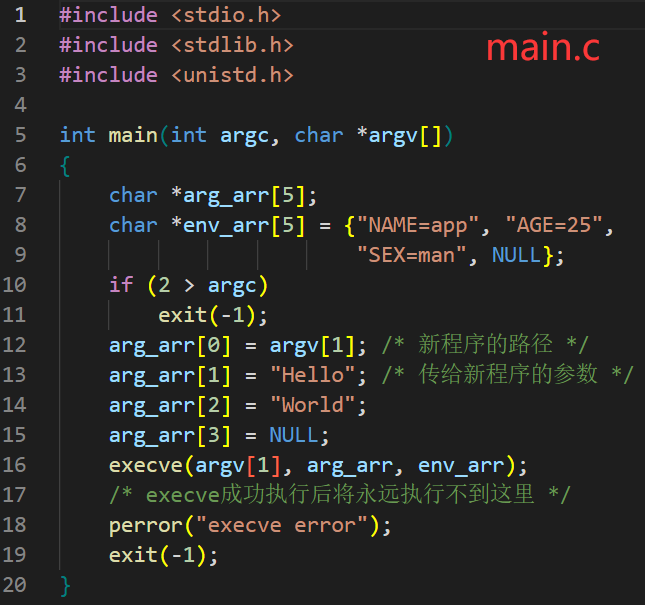 1 #include <stdio.h>
2 #include <stdlib.h>
main.c
3 #include <unistd.h>
4
5 int main(int argc, char *argv[])
6 {
7     char *arg_arr[5];
8     char *env_arr[5] = {"NAME=app", "AGE=25",
9                         "SEX=man", NULL};
10     if (2 > argc)
11         exit(-1);
12     arg_arr[0] = argv[1]; /* 新程序的路径 */
13     arg_arr[1] = "Hello"; /* 传给新程序的参数 */
14     arg_arr[2] = "World";
15     arg_arr[3] = NULL;
16     execve(argv[1], arg_arr, env_arr);
17     /* execve成功执行后将永远执行不到这里 */
18     perror("execve error");
19     exit(-1);
20 }